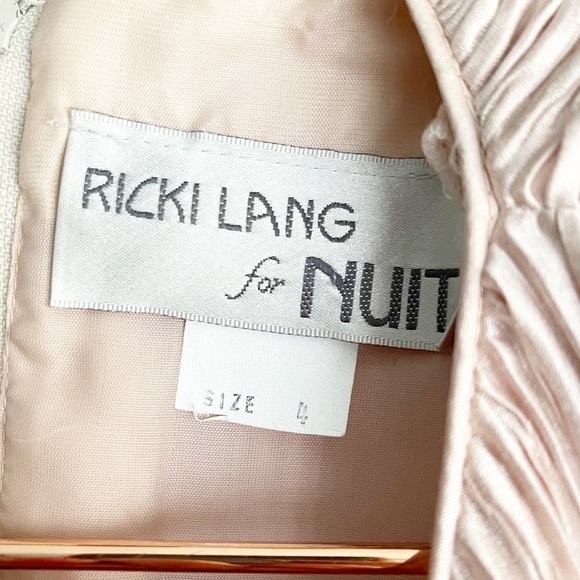 RICKI LANG
for NUIT
SIZE 4